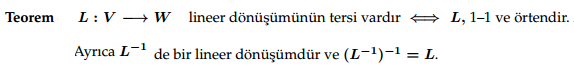 Teorem L : V ⟶ W lineer dönüşümünün tersi vardır ⟺ L, 1–1 ve örtendir.
Ayrıca L⁻¹ de bir lineer dönüşümdür ve (L⁻¹)⁻¹ = L.